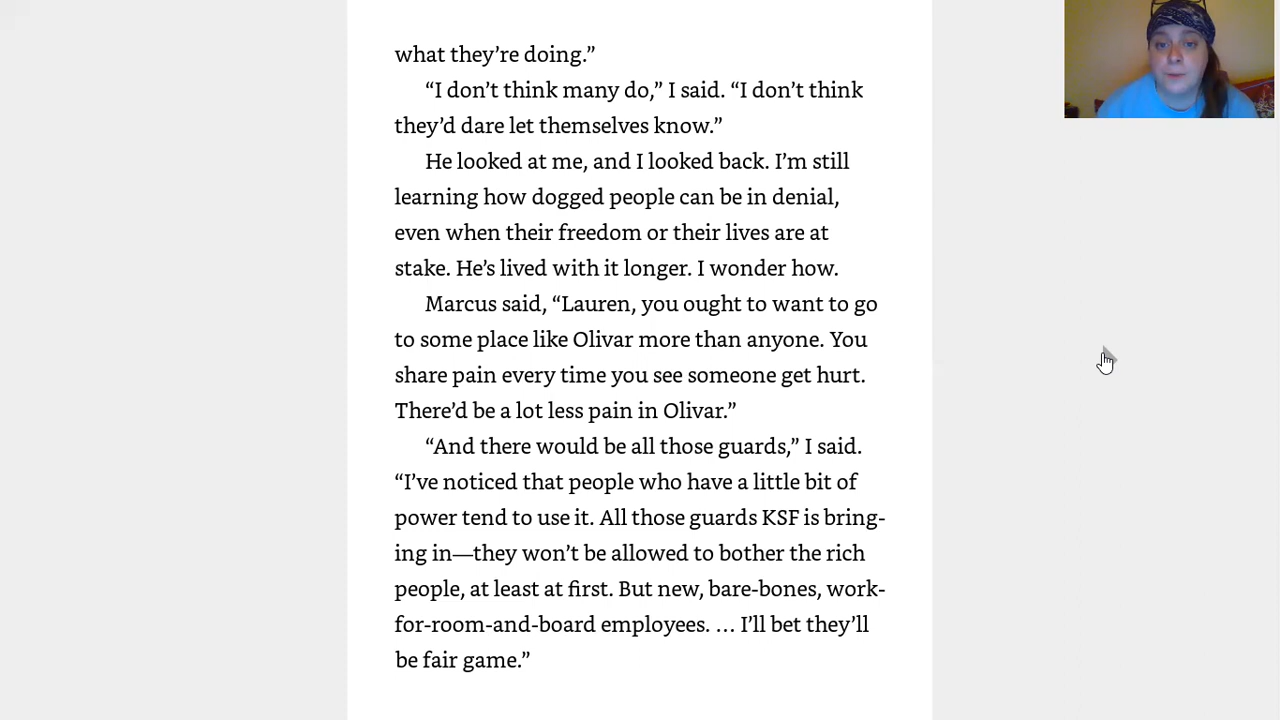 what they’re doing.”
“I don’t think many do,” I said. “I don’t think
they’d dare let themselves know.”
He looked at me, and I looked back. I’m still
learning how dogged people can be in denial,
even when their freedom or their lives are at
stake. He’s lived with it longer. I wonder how.
Marcus said, “Lauren, you ought to want to go
to some place like Olivar more than anyone. You
share pain every time you see someone get hurt.
There’d be a lot less pain in Olivar.”
“And there would be all those guards,” I said.
“I’ve noticed that people who have a little bit of
power tend to use it. All those guards KSF is bring-
ing in—they won’t be allowed to bother the rich
people, at least at first. But new, bare-bones, work-
for-room-and-board employees. … I’ll bet they’ll
be fair game.”